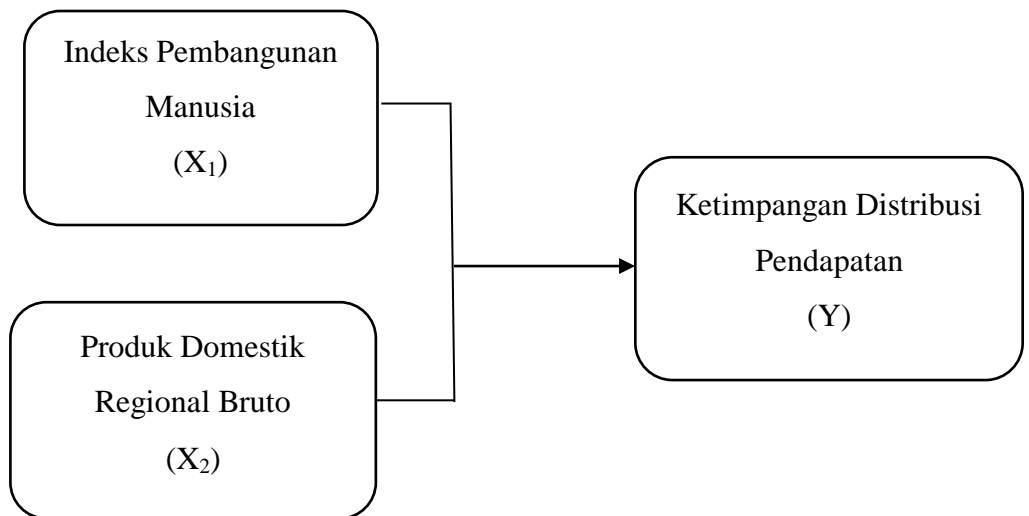 Indeks Pembangunan
Manusia
(X₁)
Ketimpangan Distribusi
Pendapatan
(Y)
Produk Domestik
Regional Bruto
(X₂)